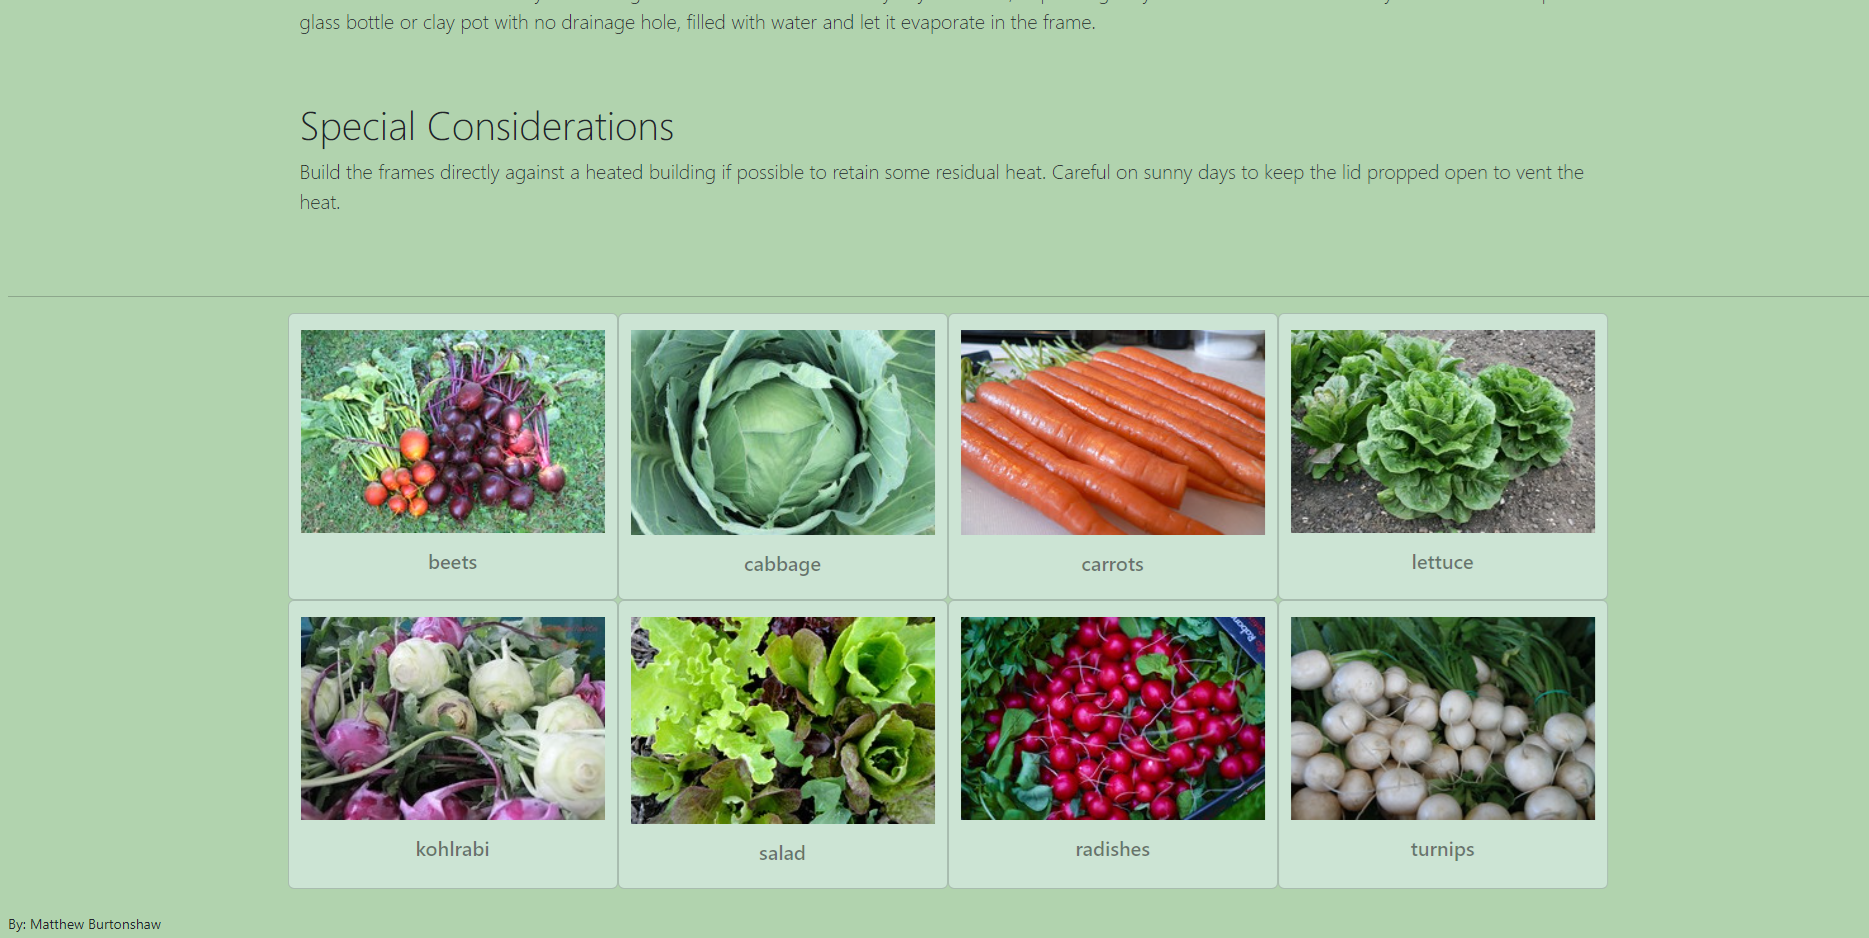 glass bottle or clay pot with no drainage hole, filled with water and let it evaporate in the frame.
Special Considerations
Build the frames directly against a heated building if possible to retain some residual heat. Careful on sunny days to keep the lid propped open to vent the
heat.
beets
cabbage
carrots
lettuce
kohlrabi
salad
radishes
turnips
By: Matthew Burtonshaw